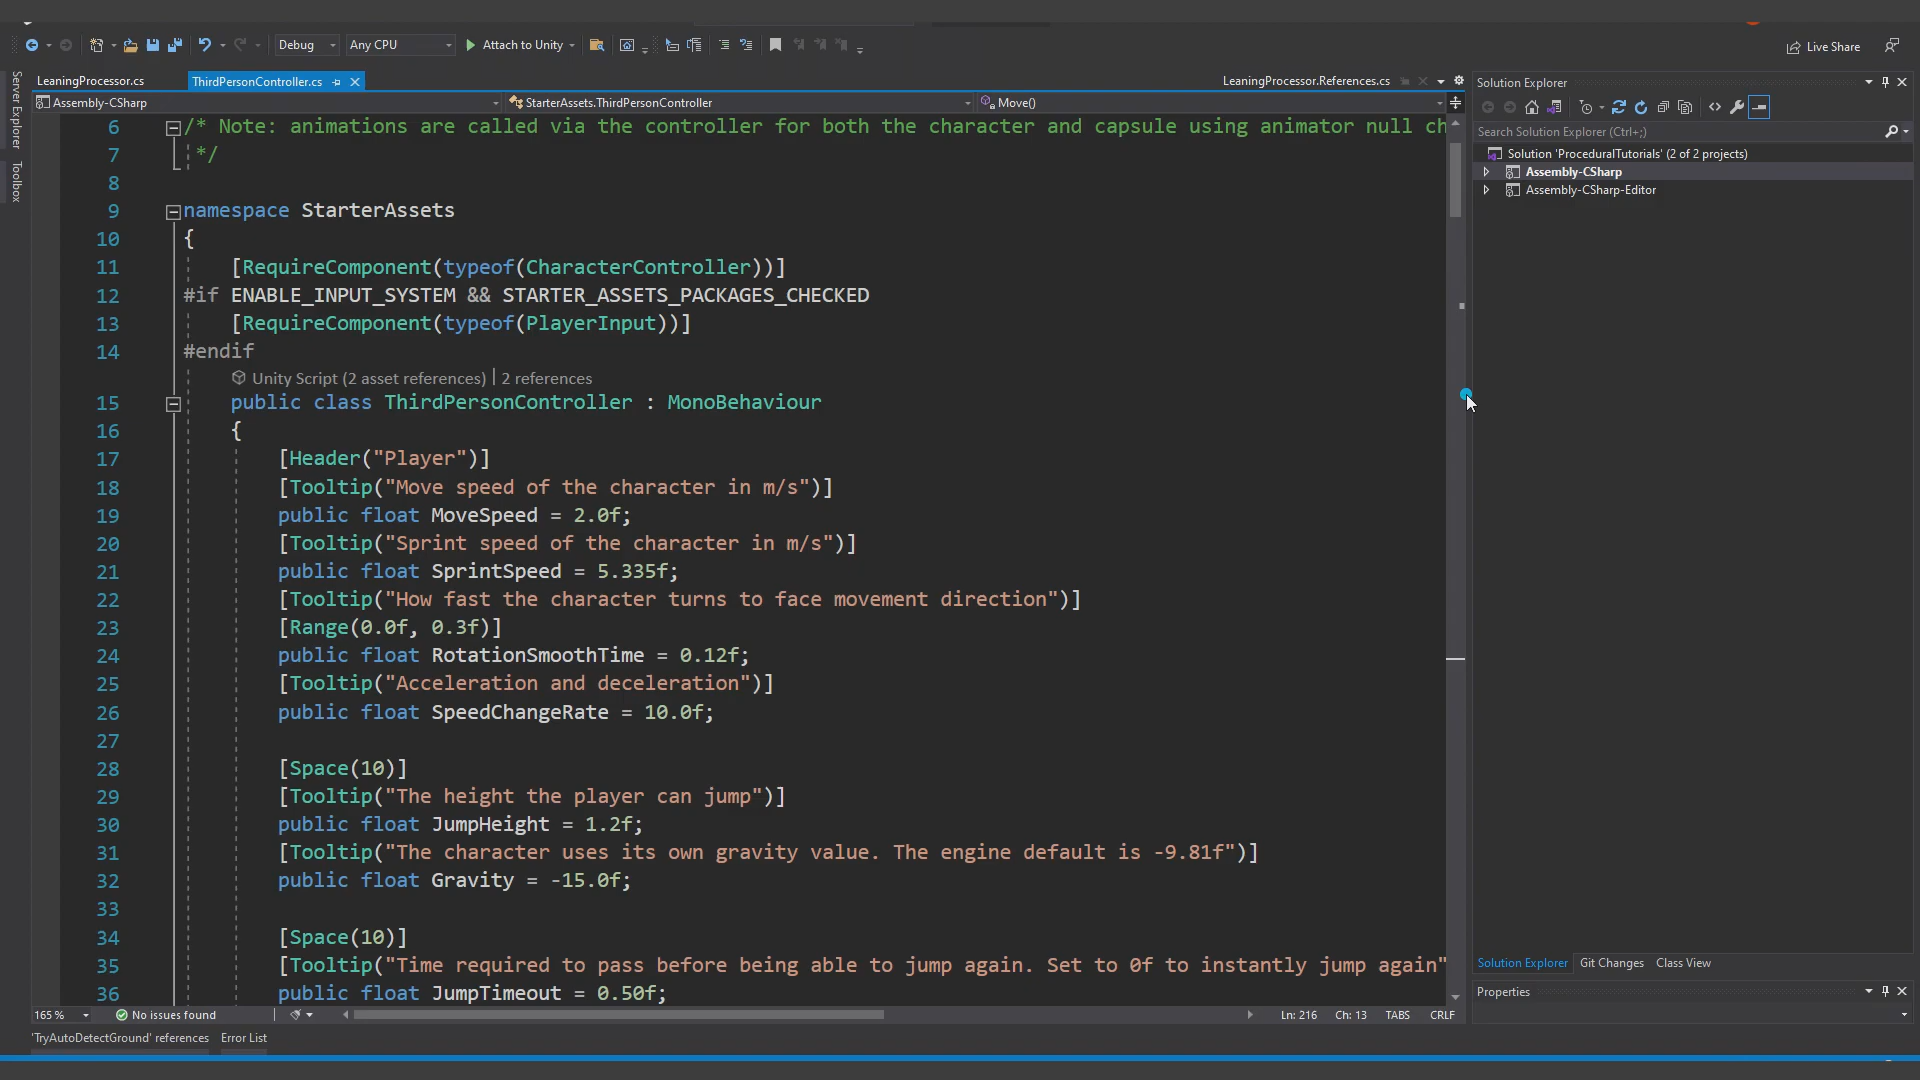 Debug
Any CPU
Attach to Unity
Live Share
LeaningProcessor.cs
ThirdPersonController.cs
LeaningProcessor.References.cs
Assembly-CSharp
StarterAssets.ThirdPersonController
Move()
Server Explorer
Toolbox
6 /* Note: animations are called via the controller for both the character and capsule using animator null ch
7 */
8
9 namespace StarterAssets
10 {
11 [RequireComponent(typeof(CharacterController))]
12 #if ENABLE_INPUT_SYSTEM && STARTER_ASSETS_PACKAGES_CHECKED
13 [RequireComponent(typeof(PlayerInput))]
14 #endif
Unity Script (2 asset references) | 2 references
15 public class ThirdPersonController : MonoBehaviour
16 {
17 [Header("Player")]
18 [Tooltip("Move speed of the character in m/s")]
19 public float MoveSpeed = 2.0f;
20 [Tooltip("Sprint speed of the character in m/s")]
21 public float SprintSpeed = 5.335f;
22 [Tooltip("How fast the character turns to face movement direction")]
23 [Range(0.0f, 0.3f)]
24 public float RotationSmoothTime = 0.12f;
25 [Tooltip("Acceleration and deceleration")]
26 public float SpeedChangeRate = 10.0f;
27
28 [Space(10)]
29 [Tooltip("The height the player can jump")]
30 public float JumpHeight = 1.2f;
31 [Tooltip("The character uses its own gravity value. The engine default is -9.81f")]
32 public float Gravity = -15.0f;
33
34 [Space(10)]
35 [Tooltip("Time required to pass before being able to jump again. Set to 0f to instantly jump again"
36 public float JumpTimeout = 0.50f;
165 %
No issues found
Ln: 216
Ch: 13
TABS
CRLF
'TryAutoDetectGround' references
Error List
Solution Explorer
Search Solution Explorer (Ctrl+;)
Solution 'ProceduralTutorials' (2 of 2 projects)
Assembly-CSharp
Assembly-CSharp-Editor
Solution Explorer
Git Changes
Class View
Properties